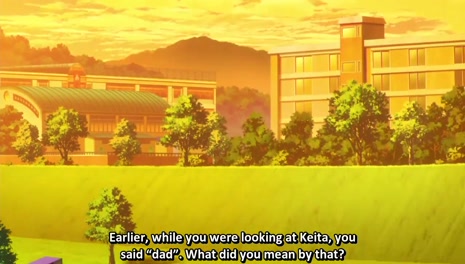 Earlier, while you were looking at Keita, you
said "dad". What did you mean by that?